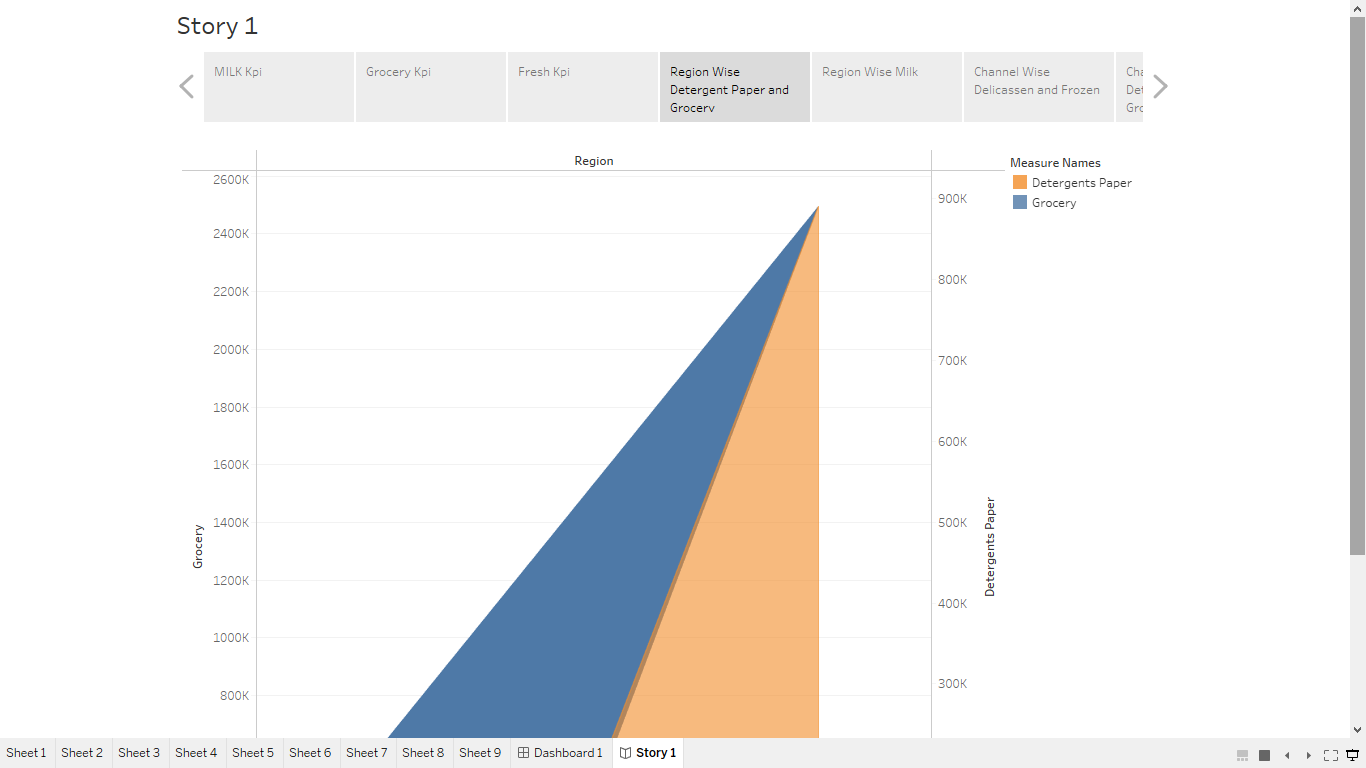 Story 1
MILK Kpi
Grocery Kpi
Fresh Kpi
Region Wise
Detergent Paper and
Grocery
Region Wise Milk
Channel Wise
Delicassen and Frozen
Cha
Det
Gro
Region
Measure Names
Detergents Paper
Grocery
2600K
2400K
2200K
2000K
1800K
1600K
1400K
1200K
1000K
800K
Grocery
900K
800K
700K
600K
500K
400K
300K
Detergents Paper
Sheet 1
Sheet 2
Sheet 3
Sheet 4
Sheet 5
Sheet 6
Sheet 7
Sheet 8
Sheet 9
Dashboard 1
Story 1